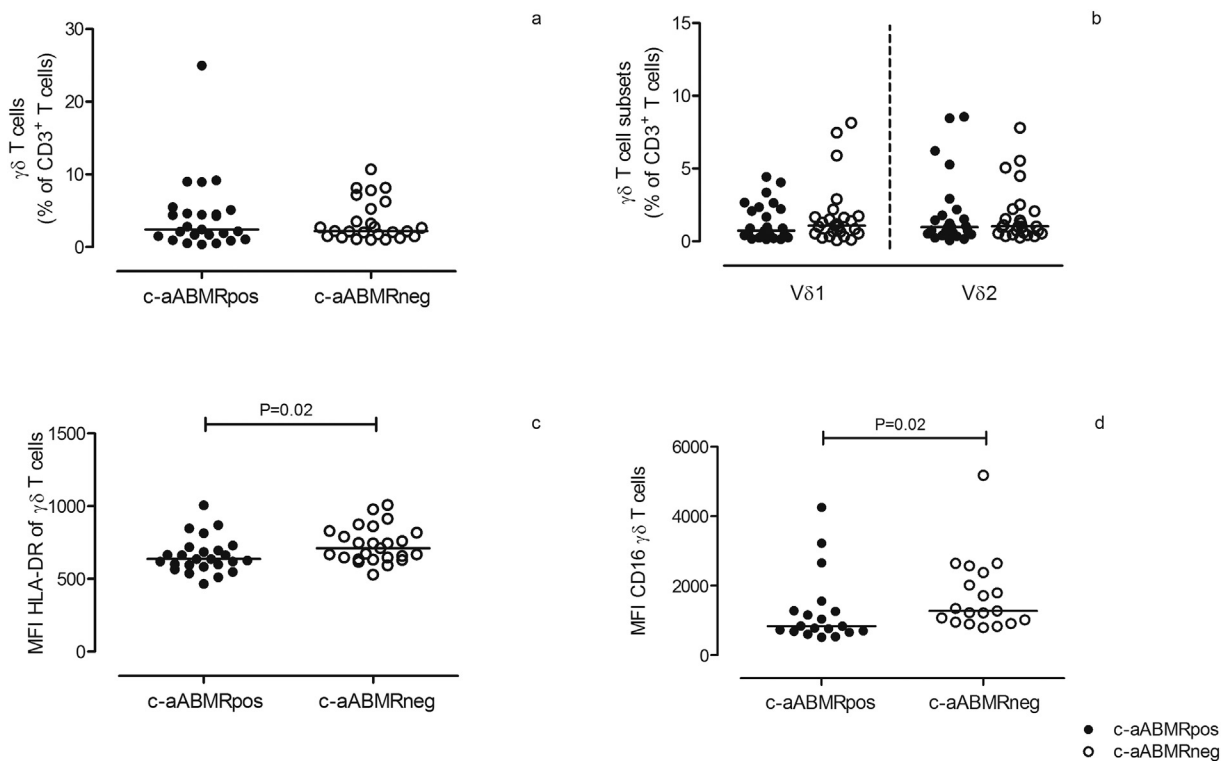 a
γδ T cells
(% of CD3+ T cells)
30
20
10
0
c-aABMRpos
c-aABMRneg
b
γδ T cell subsets
(% of CD3+ T cells)
15
10
5
0
Vδ1
Vδ2
c
P=0.02
MFI HLA-DR of γδ T cells
1500
1000
500
0
c-aABMRpos
c-aABMRneg
d
P=0.02
MFI CD16 γδ T cells
6000
4000
2000
0
c-aABMRpos
c-aABMRneg
c-aABMRpos
c-aABMRneg